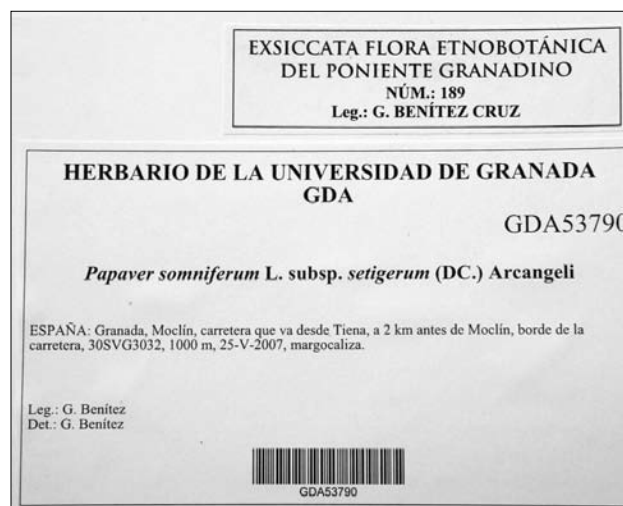 EXSICCATA FLORA ETNOBOTÁNICA
DEL PONIENTE GRANADINO
NÚM.: 189
Leg.: G. BENÍTEZ CRUZ
HERBARIO DE LA UNIVERSIDAD DE GRANADA
GDA
GDA53790
Papaver somniferum L. subsp. setigerum (DC.) Arcangeli
ESPAÑA: Granada, Moclín, carretera que va desde Tiena, a 2 km antes de Moclín, borde de la
carretera, 30SVG3032, 1000 m, 25-V-2007, margocaliza.
Leg.: G. Benítez
Det.: G. Benítez
GDA53790